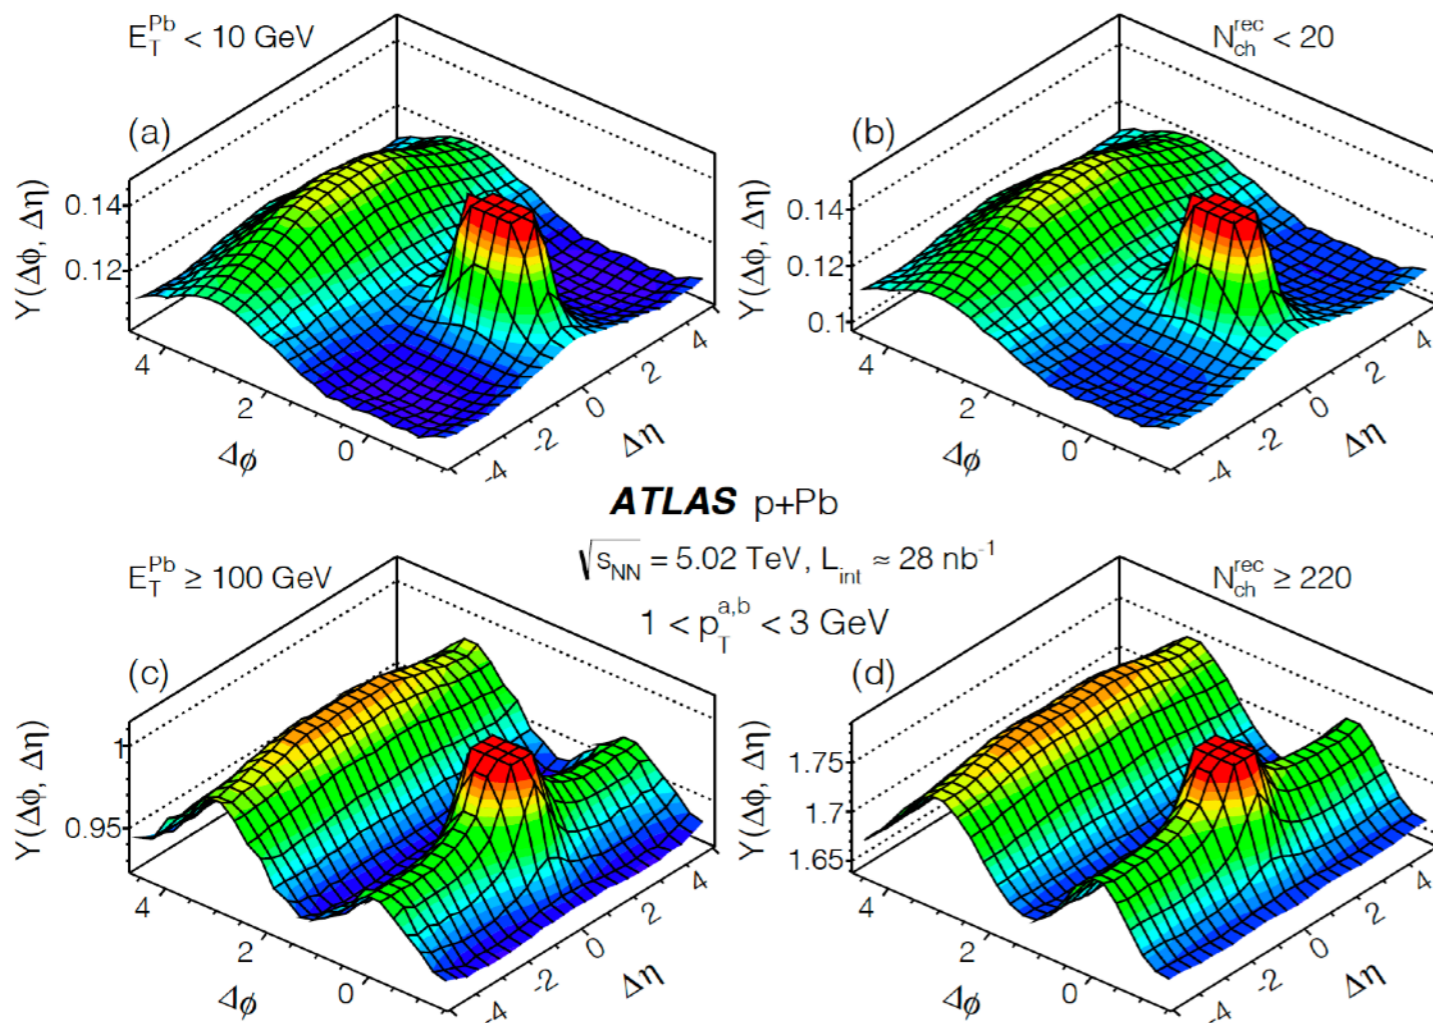 E_T^Pb < 10 GeV
N_ch^rec < 20
(a)
(b)
Y(Δϕ, Δη)
0.14
0.12
4
2
0
Δϕ
-4
-2
0
2
4
Δη
Y(Δϕ, Δη)
0.14
0.12
0.1
4
2
0
Δϕ
-4
-2
0
2
4
Δη
ATLAS p+Pb
√s_NN = 5.02 TeV, L_int ≈ 28 nb^-1
1 < p_T^a,b < 3 GeV
E_T^Pb ≥ 100 GeV
N_ch^rec ≥ 220
(c)
(d)
Y(Δϕ, Δη)
1
0.95
4
2
0
Δϕ
-4
-2
0
2
4
Δη
Y(Δϕ, Δη)
1.75
1.7
1.65
4
2
0
Δϕ
-4
-2
0
2
4
Δη